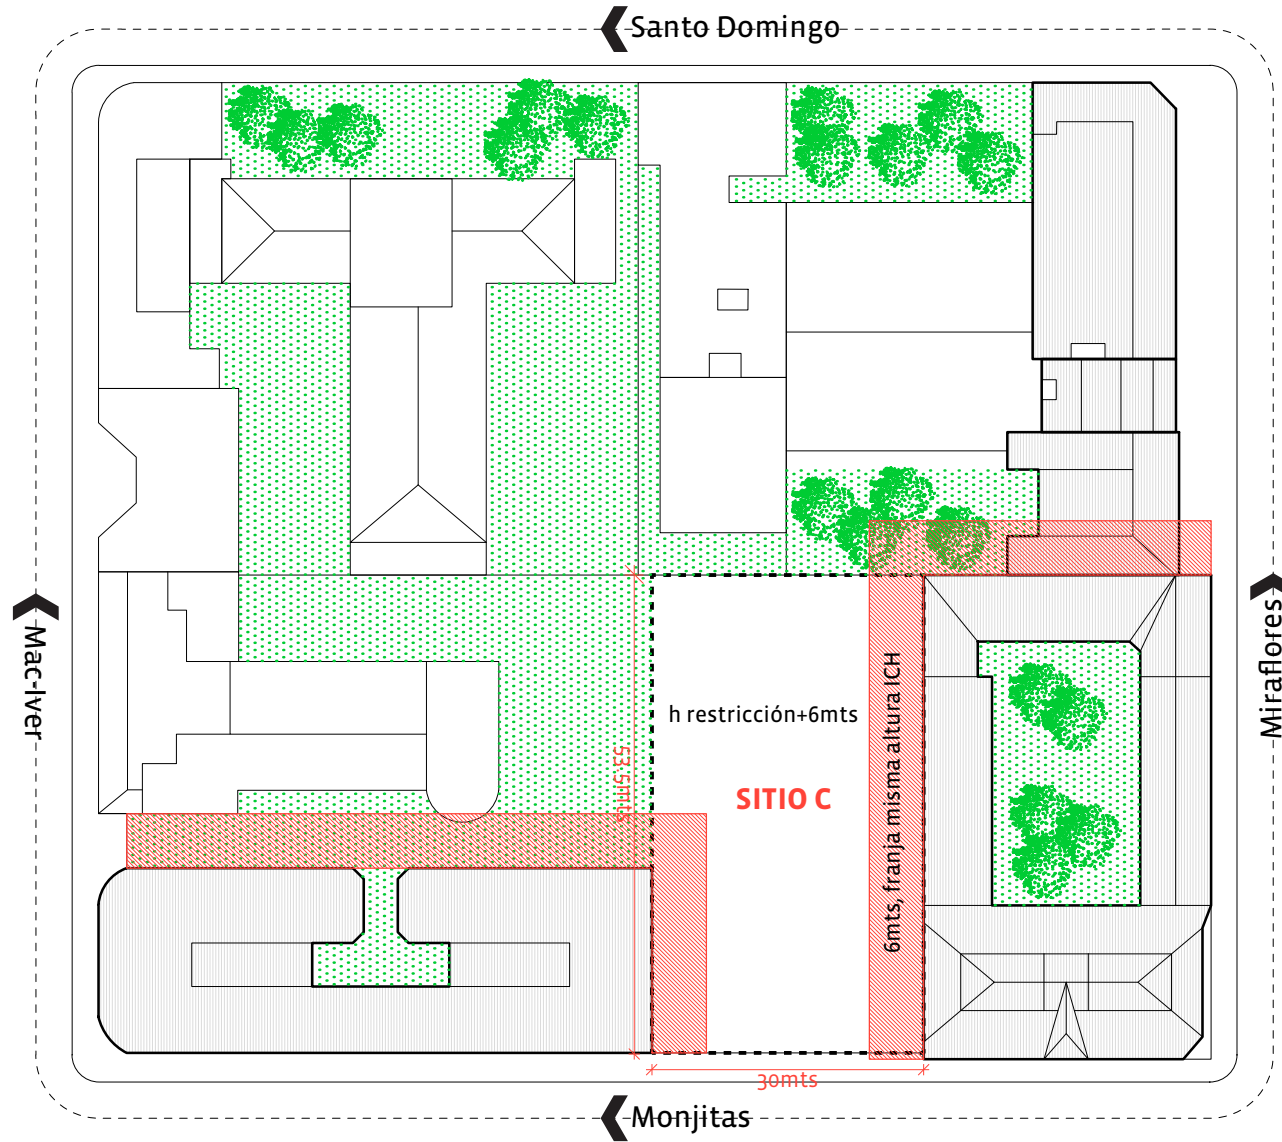 Santo Domingo
Mac-Iver
Miraflores
h restricción+6mts
SITIO C
53.5mts
6mts, franja misma altura ICH
30mts
Monjitas